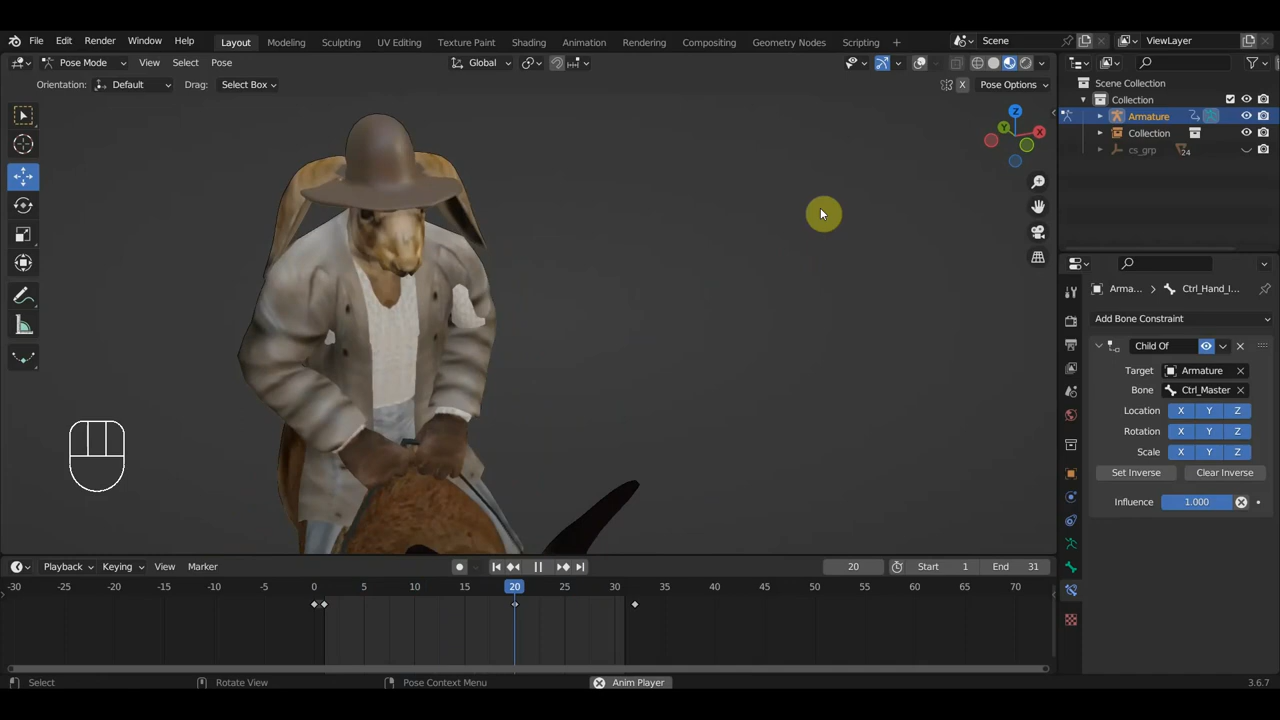 File Edit Render Window Help Layout Modeling Sculpting UV Editing Texture Paint Shading Animation Rendering Compositing Geometry Nodes Scripting + Scene ViewLayer
Pose Mode View Select Pose Global
Orientation: Default Drag: Select Box X Pose Options
Scene Collection
Collection
Armature
Collection
cs_grp 24
Z
Y
X
Arma... > Ctrl_Hand_I...
Add Bone Constraint
Child Of
Target Armature
Bone Ctrl_Master
Location X Y Z
Rotation X Y Z
Scale X Y Z
Set Inverse Clear Inverse
Influence 1.000
Playback Keying View Marker 20 Start 1 End 31
-30 -25 -20 -15 -10 -5 0 5 10 15 20 25 30 35 40 45 50 55 60 65 70
Select Rotate View Pose Context Menu Anim Player 3.6.7